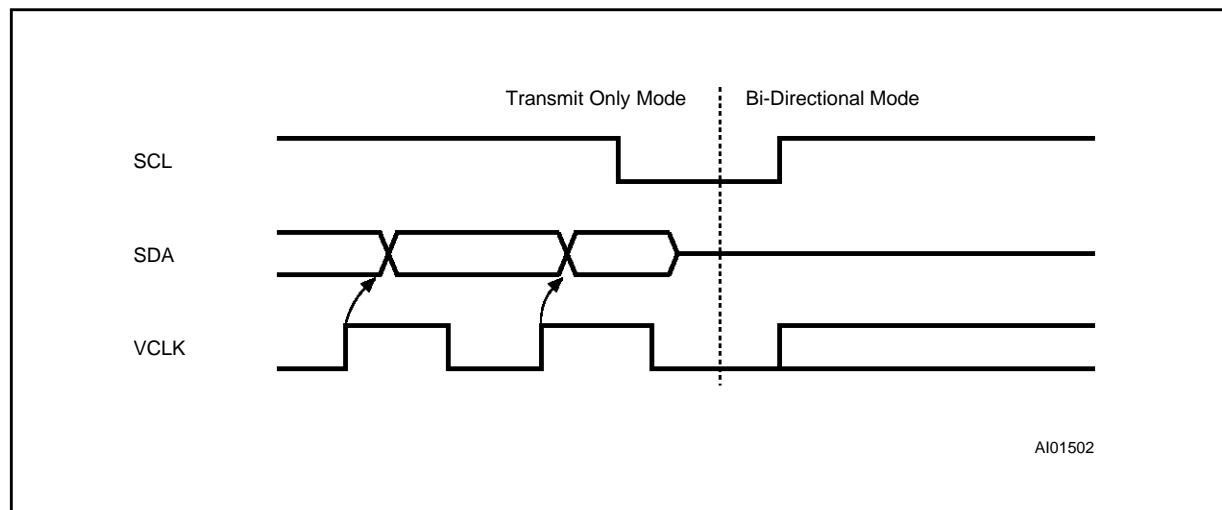 Transmit Only Mode
Bi-Directional Mode
SCL
SDA
VCLK
AI01502